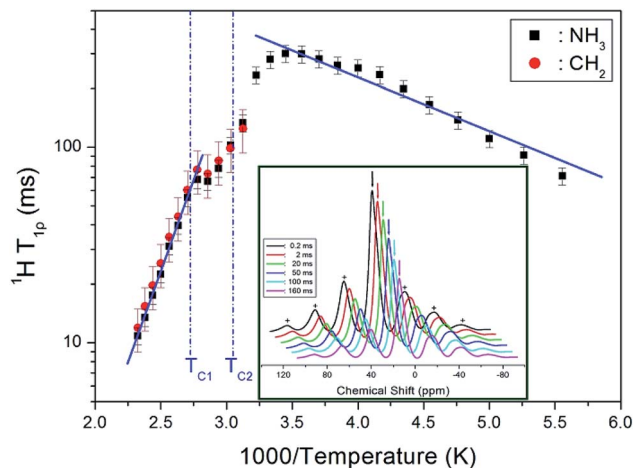 ¹H T₁ρ (ms)
100
10
■ : NH₃
● : CH₂
0.2 ms
2 ms
20 ms
50 ms
100 ms
160 ms
+ + + + + +
120 80 40 0 -40 -80
Chemical Shift (ppm)
T_C1 T_C2
2.0 2.5 3.0 3.5 4.0 4.5 5.0 5.5 6.0
1000/Temperature (K)